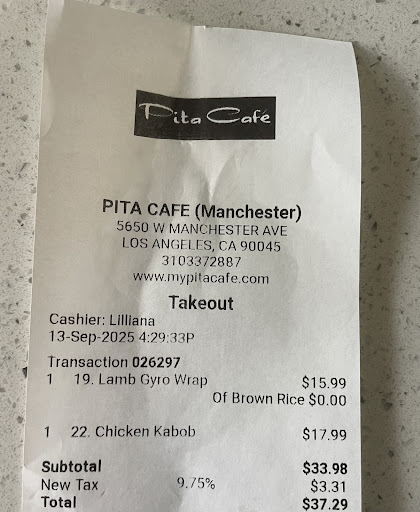 Pita Café
PITA CAFE (Manchester)
5650 W MANCHESTER AVE
LOS ANGELES, CA 90045
3103372887
www.mypitacafe.com
Takeout
Cashier: Lilliana
13-Sep-2025 4:29:33P
Transaction 026297
1 19. Lamb Gyro Wrap $15.99
Of Brown Rice $0.00
1 22. Chicken Kabob $17.99
Subtotal $33.98
New Tax 9.75% $3.31
Total $37.29